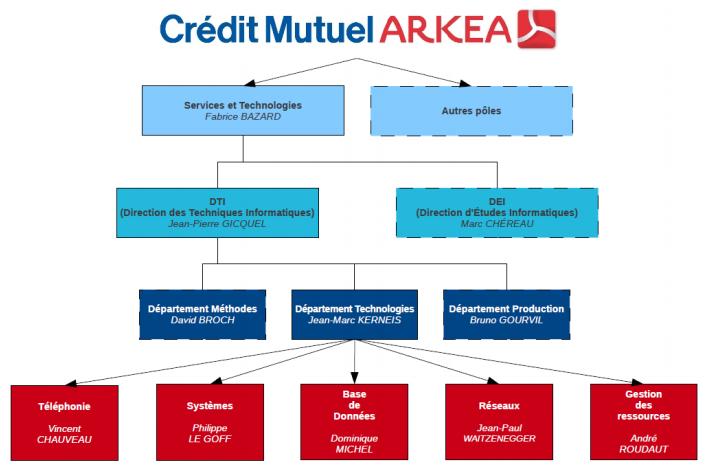 Crédit Mutuel ARKEA
Services et Technologies
Fabrice BAZARD
Autres pôles
DTI
(Direction des Techniques Informatiques)
Jean-Pierre GICQUEL
DEI
(Direction d'Études Informatiques)
Marc CHÉREAU
Département Méthodes
David BROCH
Département Technologies
Jean-Marc KERNEIS
Département Production
Bruno GOURVIL
Téléphonie
Vincent
CHAUVEAU
Systèmes
Philippe
LE GOFF
Base
de
Données
Dominique
MICHEL
Réseaux
Jean-Paul
WAITZENEGGER
Gestion
des
ressources
André
ROUDAUT